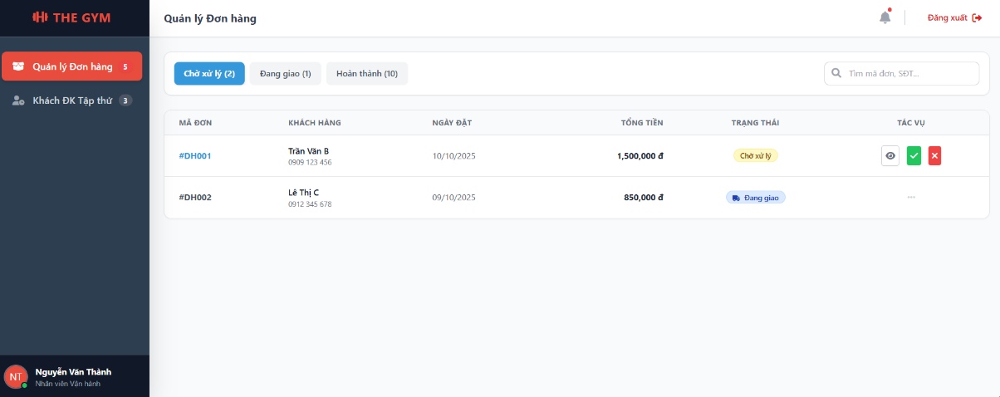 THE GYM
Quản lý Đơn hàng
Đăng xuất
Quản lý Đơn hàng 5
Khách ĐK Tập thử 3
Chờ xử lý (2) Đang giao (1) Hoàn thành (10) Tìm mã đơn, SĐT...
MÃ ĐƠN KHÁCH HÀNG NGÀY ĐẶT TỔNG TIỀN TRẠNG THÁI TÁC VỤ
#DH001 Trần Văn B 10/10/2025 1,500,000 đ Chờ xử lý
0909 123 456
#DH002 Lê Thị C 09/10/2025 850,000 đ Đang giao ...
0912 345 678
NT Nguyễn Văn Thành
Nhân viên Vận hành